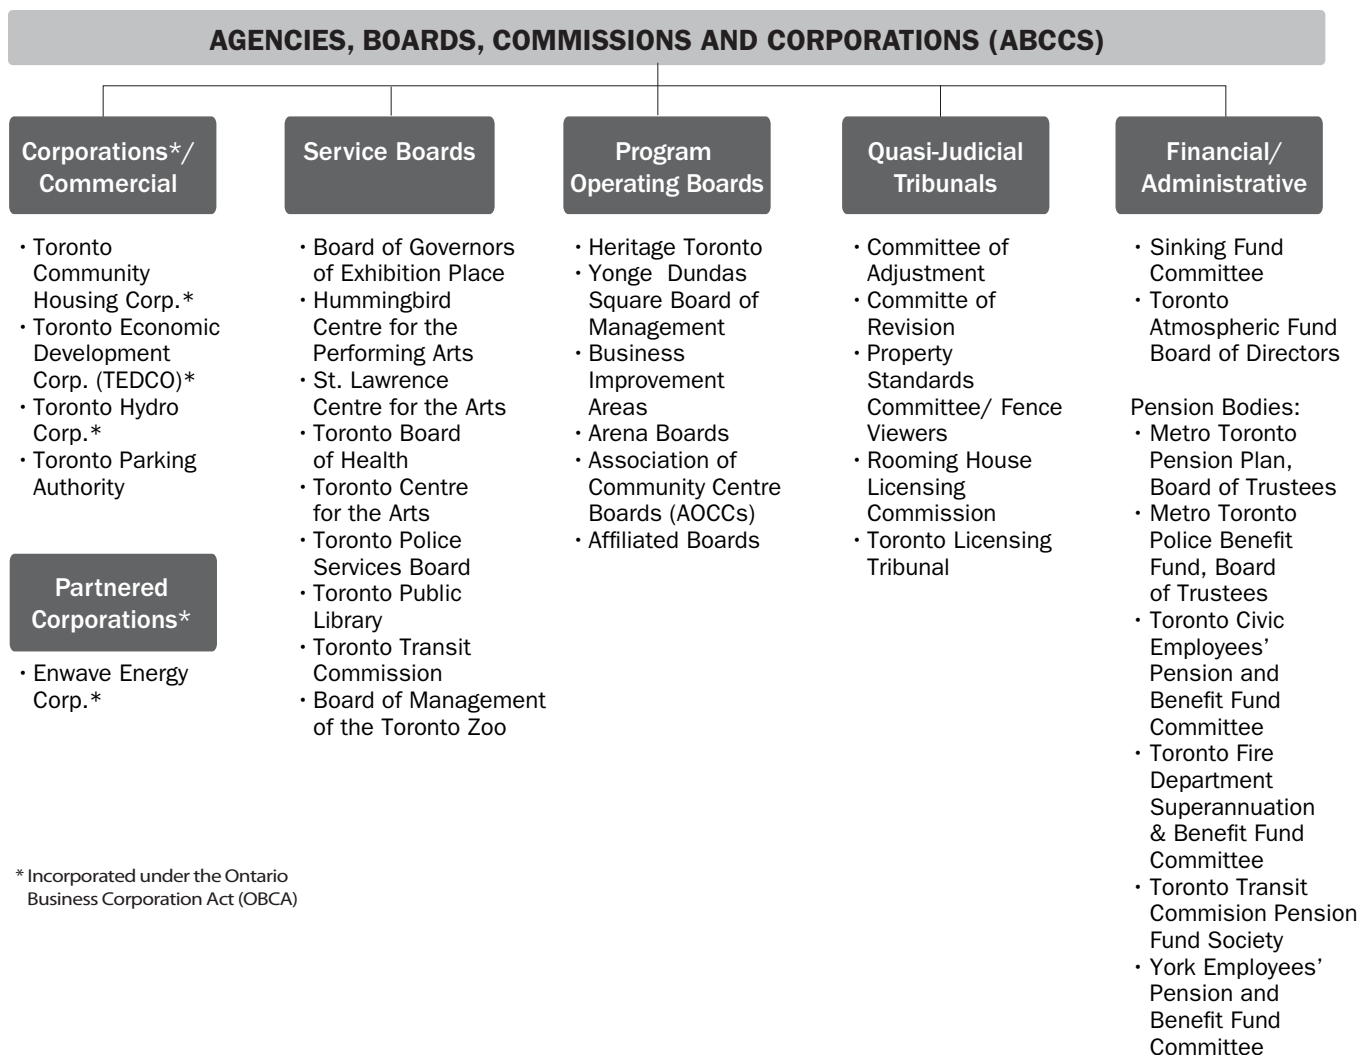 AGENCIES, BOARDS, COMMISSIONS AND CORPORATIONS (ABCCS)
Corporations*/
Commercial
· Toronto
Community
Housing Corp.*
· Toronto Economic
Development
Corp. (TEDCO)*
· Toronto Hydro
Corp.*
· Toronto Parking
Authority
Partnered
Corporations*
· Enwave Energy
Corp.*
Service Boards
· Board of Governors
of Exhibition Place
· Hummingbird
Centre for the
Performing Arts
· St. Lawrence
Centre for the Arts
· Toronto Board
of Health
· Toronto Centre
for the Arts
· Toronto Police
Services Board
· Toronto Public
Library
· Toronto Transit
Commission
· Board of Management
of the Toronto Zoo
Program
Operating Boards
· Heritage Toronto
· Yonge Dundas
Square Board of
Management
· Business
Improvement
Areas
· Arena Boards
· Association of
Community Centre
Boards (AOCCs)
· Affiliated Boards
Quasi-Judicial
Tribunals
· Committee of
Adjustment
· Committe of
Revision
· Property
Standards
Committee/ Fence
Viewers
· Rooming House
Licensing
Commission
· Toronto Licensing
Tribunal
Financial/
Administrative
· Sinking Fund
Committee
· Toronto
Atmospheric Fund
Board of Directors
Pension Bodies:
· Metro Toronto
Pension Plan,
Board of Trustees
· Metro Toronto
Police Benefit
Fund, Board
of Trustees
· Toronto Civic
Employees’
Pension and
Benefit Fund
Committee
· Toronto Fire
Department
Superannuation
& Benefit Fund
Committee
· Toronto Transit
Commision Pension
Fund Society
· York Employees’
Pension and
Benefit Fund
Committee
* Incorporated under the Ontario
Business Corporation Act (OBCA)